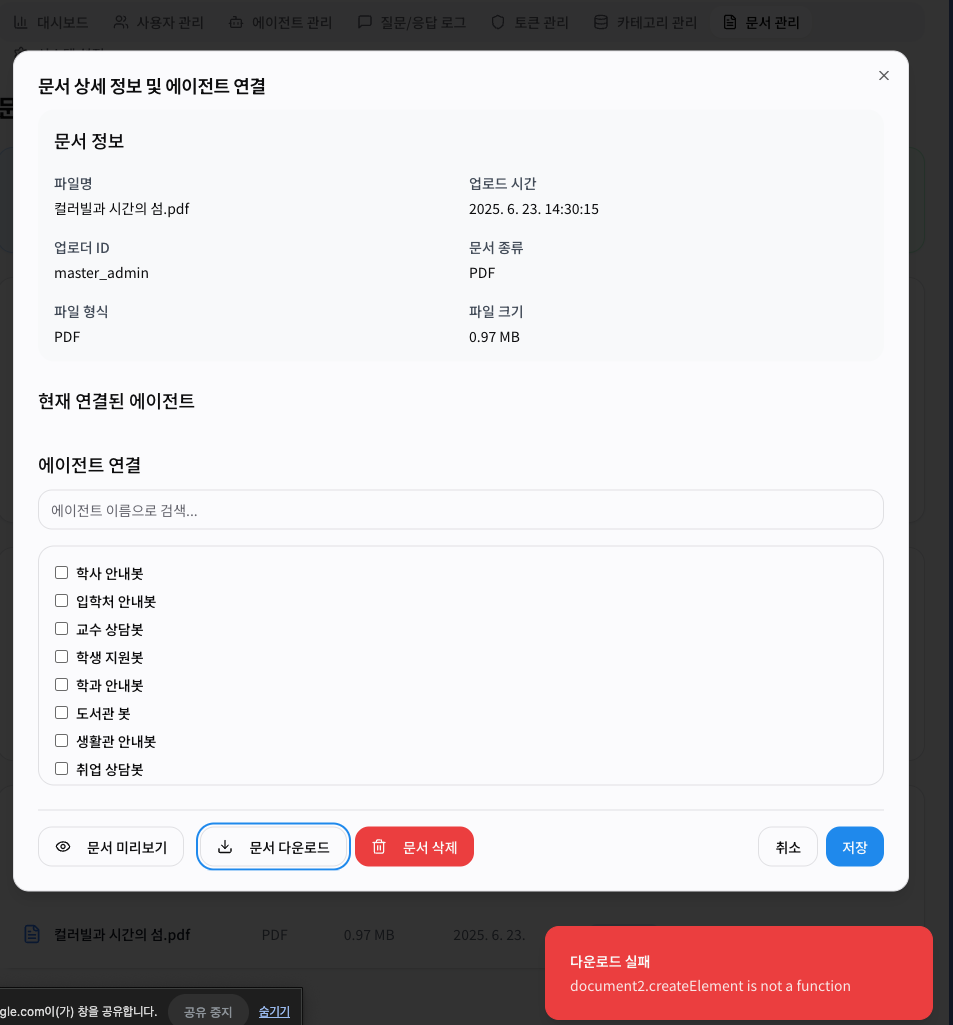 대시보드 사용자 관리 에이전트 관리 질문/응답 로그 토큰 관리 카테고리 관리 문서 관리
문서 상세 정보 및 에이전트 연결
문서 정보
파일명 업로드 시간
컬러빌과 시간의 섬.pdf 2025. 6. 23. 14:30:15
업로더 ID 문서 종류
master_admin PDF
파일 형식 파일 크기
PDF 0.97 MB
현재 연결된 에이전트
에이전트 연결
에이전트 이름으로 검색...
학사 안내봇
입학처 안내봇
교수 상담봇
학생 지원봇
학과 안내봇
도서관 봇
생활관 안내봇
취업 상담봇
문서 미리보기 문서 다운로드 문서 삭제 취소 저장
컬러빌과 시간의 섬.pdf PDF 0.97 MB 2025. 6. 23.
다운로드 실패
document2.createElement is not a function
gle.com이(가) 창을 공유합니다. 공유 중지 숨기기